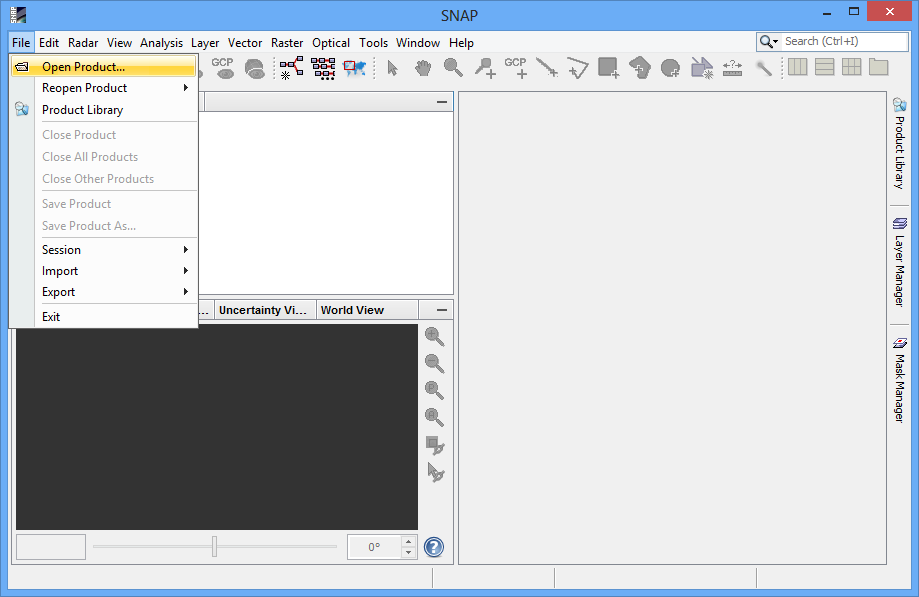 SNAP
SNAP
File Edit Radar View Analysis Layer Vector Raster Optical Tools Window Help
Search (Ctrl+I)
Open Product...
GCP
GCP
Reopen Product
Product Library
Close Product
Close All Products
Close Other Products
Save Product
Save Product As...
Session
Import
Export
Exit
... Uncertainty Vi... World View
0°
?
Product Library
Layer Manager
Mask Manager